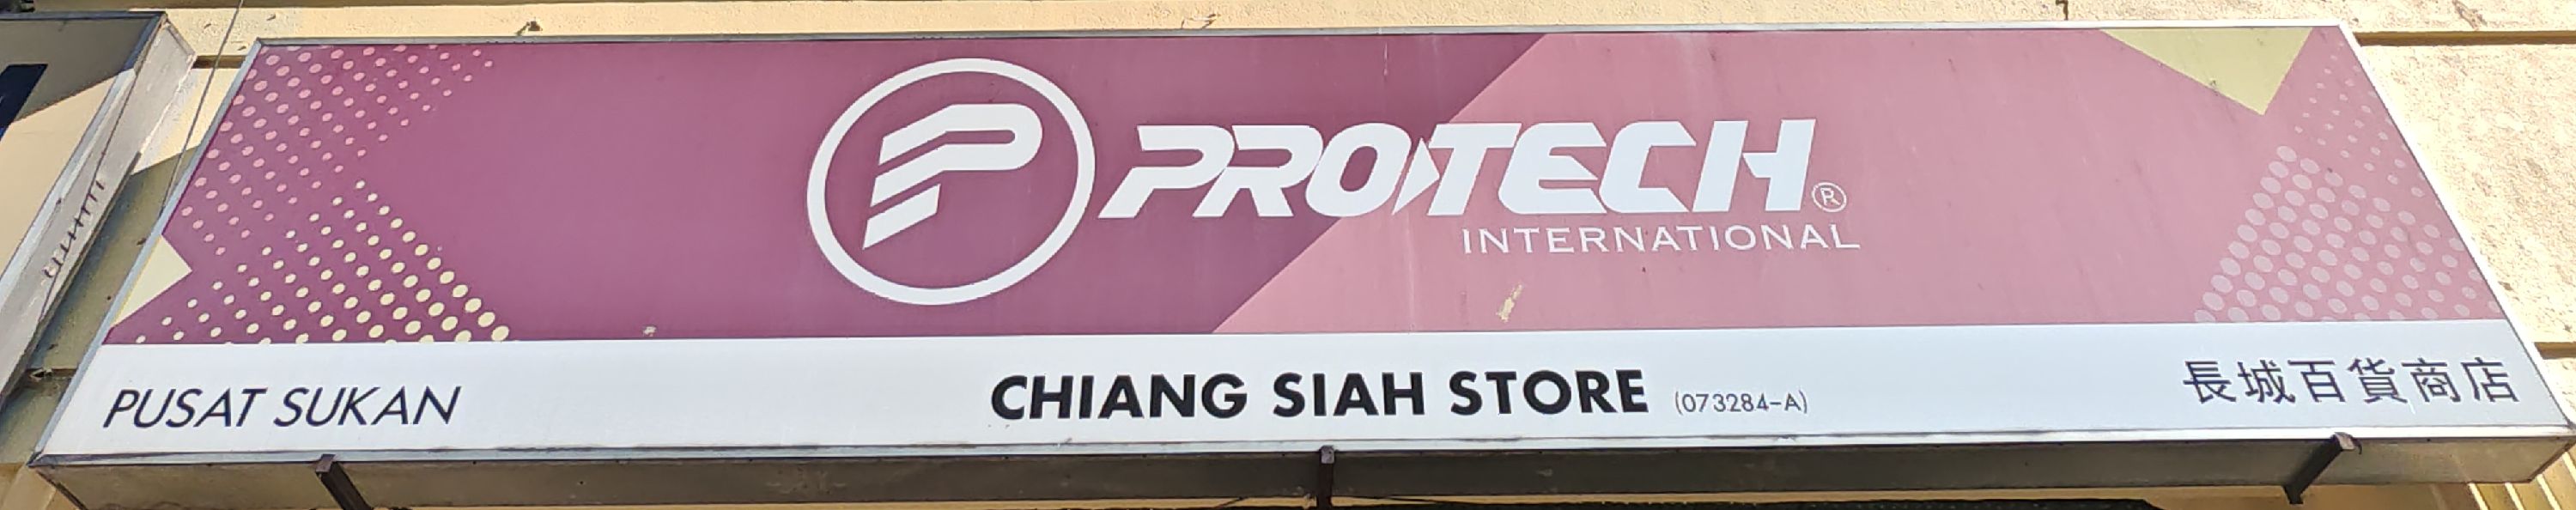 P PROTECH®
INTERNATIONAL
PUSAT SUKAN
CHIANG SIAH STORE (073284-A)
長城百貨商店